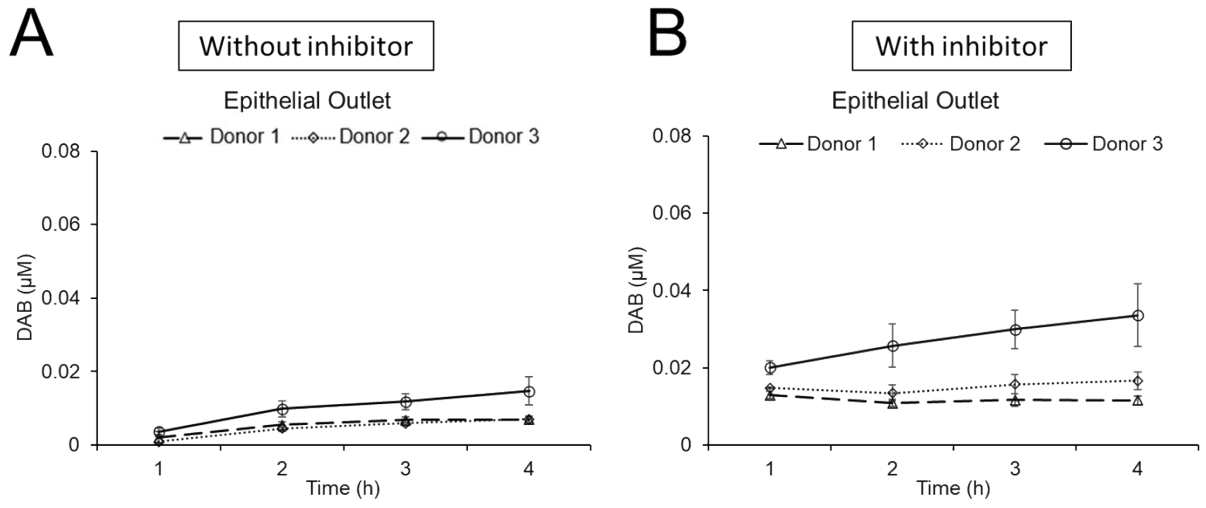 A
Without inhibitor
Epithelial Outlet
Donor 1 Donor 2 Donor 3
0.08
0.06
0.04
0.02
0
DAB (µM)
1 2 3 4
Time (h)
B
With inhibitor
Epithelial Outlet
Donor 1 Donor 2 Donor 3
0.08
0.06
0.04
0.02
0
DAB (µM)
1 2 3 4
Time (h)